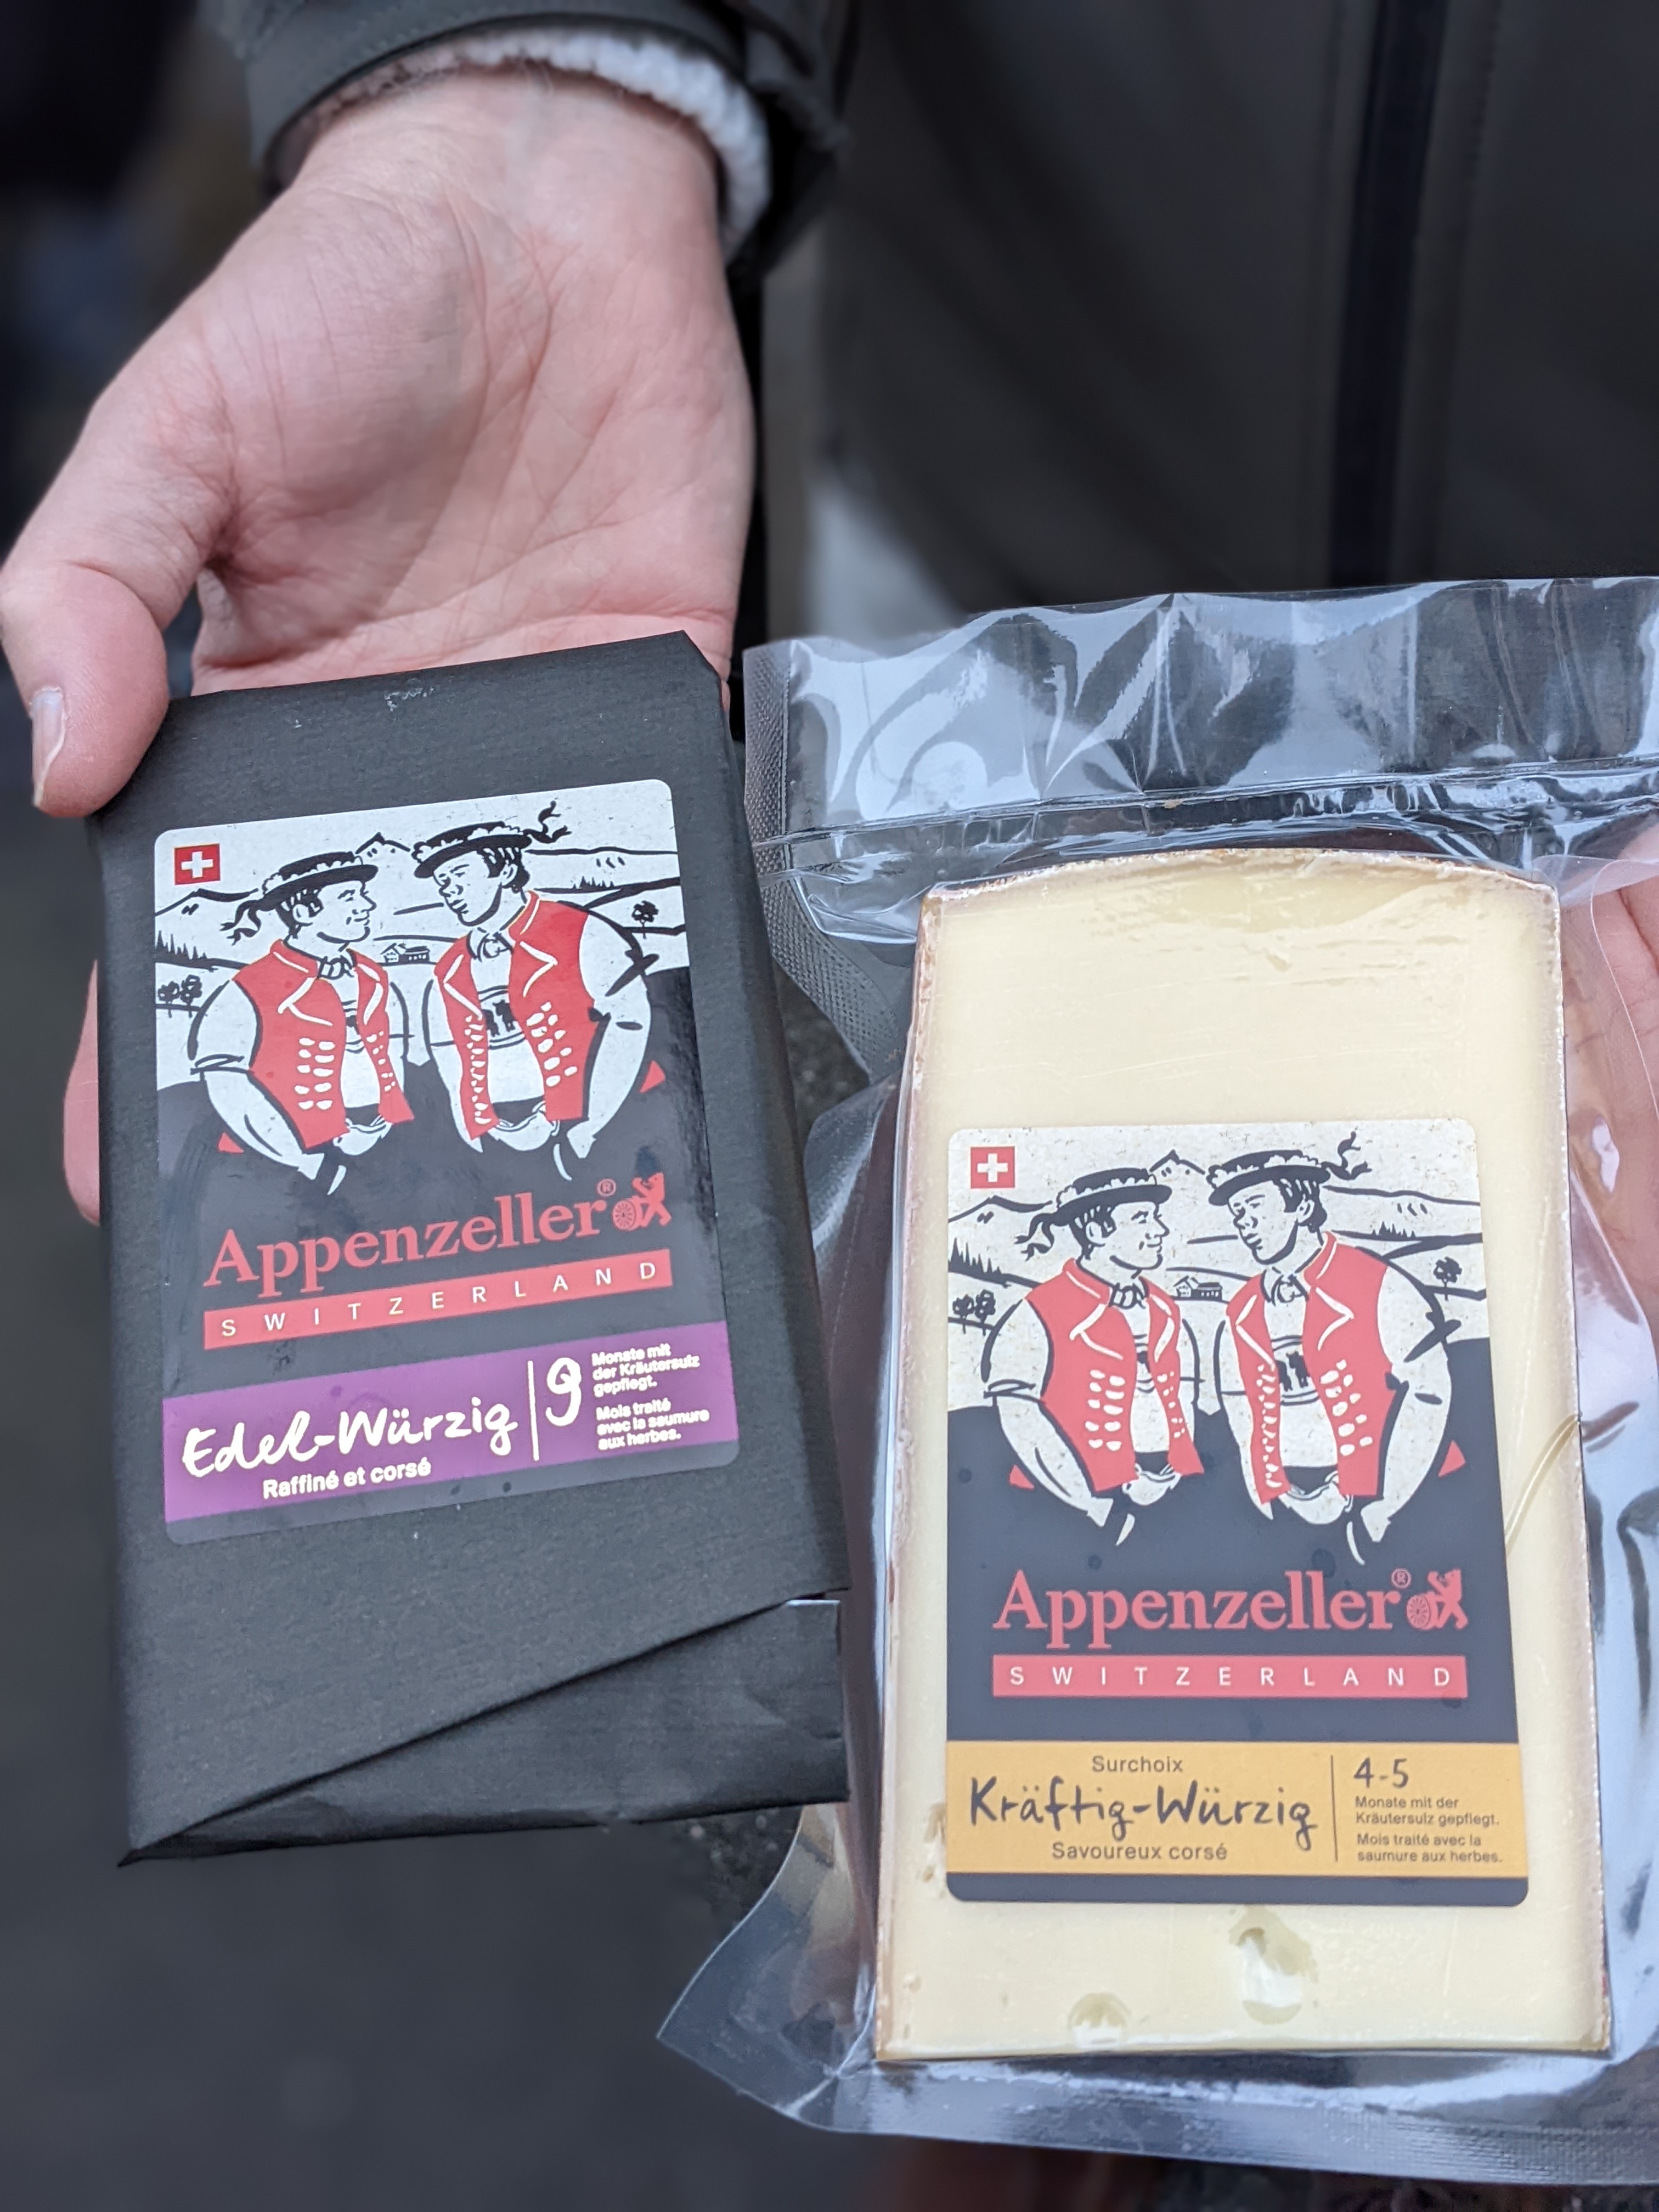 Appenzeller®
SWITZERLAND
Edel-Würzig
Raffiné et corsé
9
Monate mit
der Kräutersulz
gepflegt.
Mois traité
avec la saumure
aux herbes.
Appenzeller®
SWITZERLAND
Surchoix
Kräftig-Würzig
Savoureux corsé
4-5
Monate mit der
Kräutersulz gepflegt.
Mois traité avec la
saumure aux herbes.